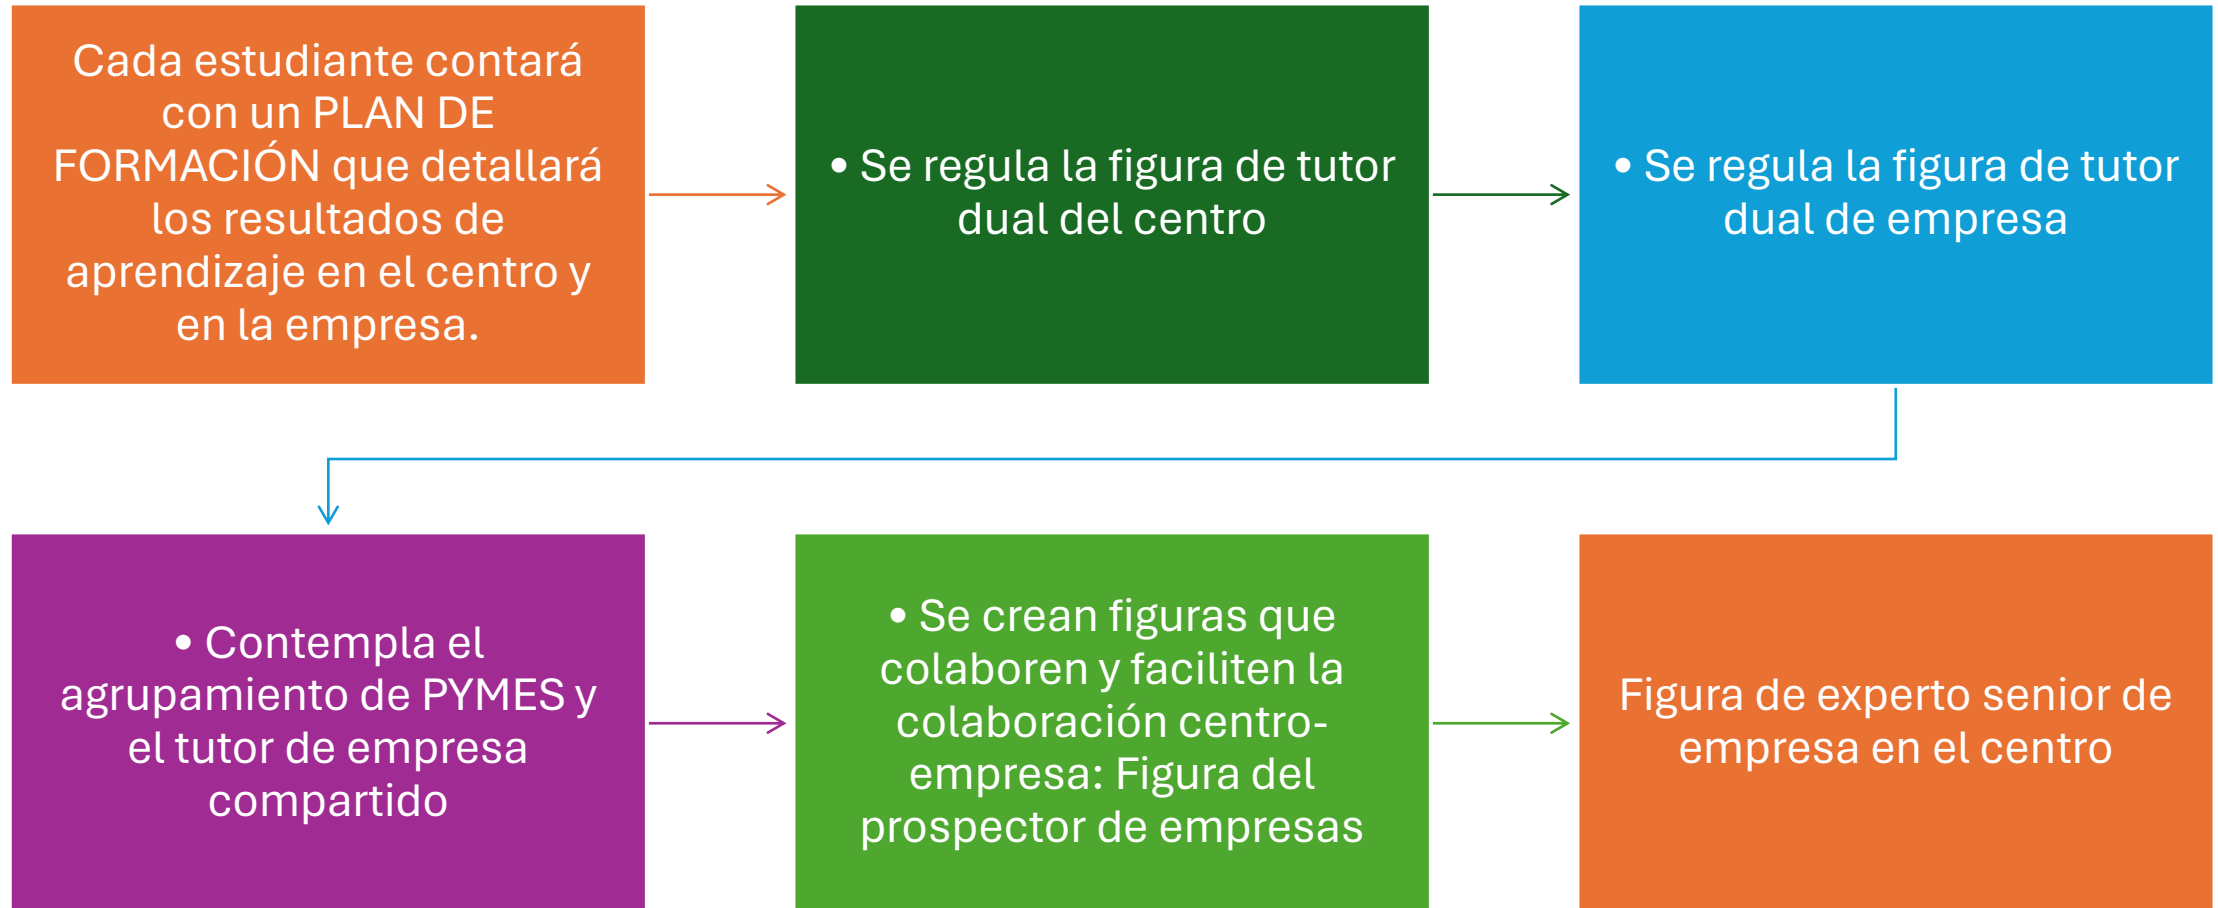 Cada estudiante contará
con un PLAN DE
FORMACIÓN que detallará
los resultados de
aprendizaje en el centro y
en la empresa.
• Se regula la figura de tutor
dual del centro
• Se regula la figura de tutor
dual de empresa
• Contempla el
agrupamiento de PYMES y
el tutor de empresa
compartido
• Se crean figuras que
colaboren y faciliten la
colaboración centro-
empresa: Figura del
prospector de empresas
Figura de experto senior de
empresa en el centro